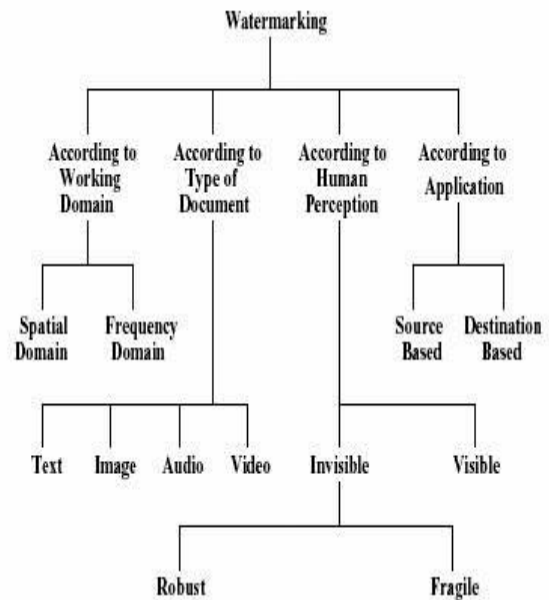 Watermarking
According to
Working
Domain
According to
Type of
Document
According to
Human
Perception
According to
Application
Spatial
Domain
Frequency
Domain
Source
Based
Destination
Based
Text
Image
Audio
Video
Invisible
Visible
Robust
Fragile